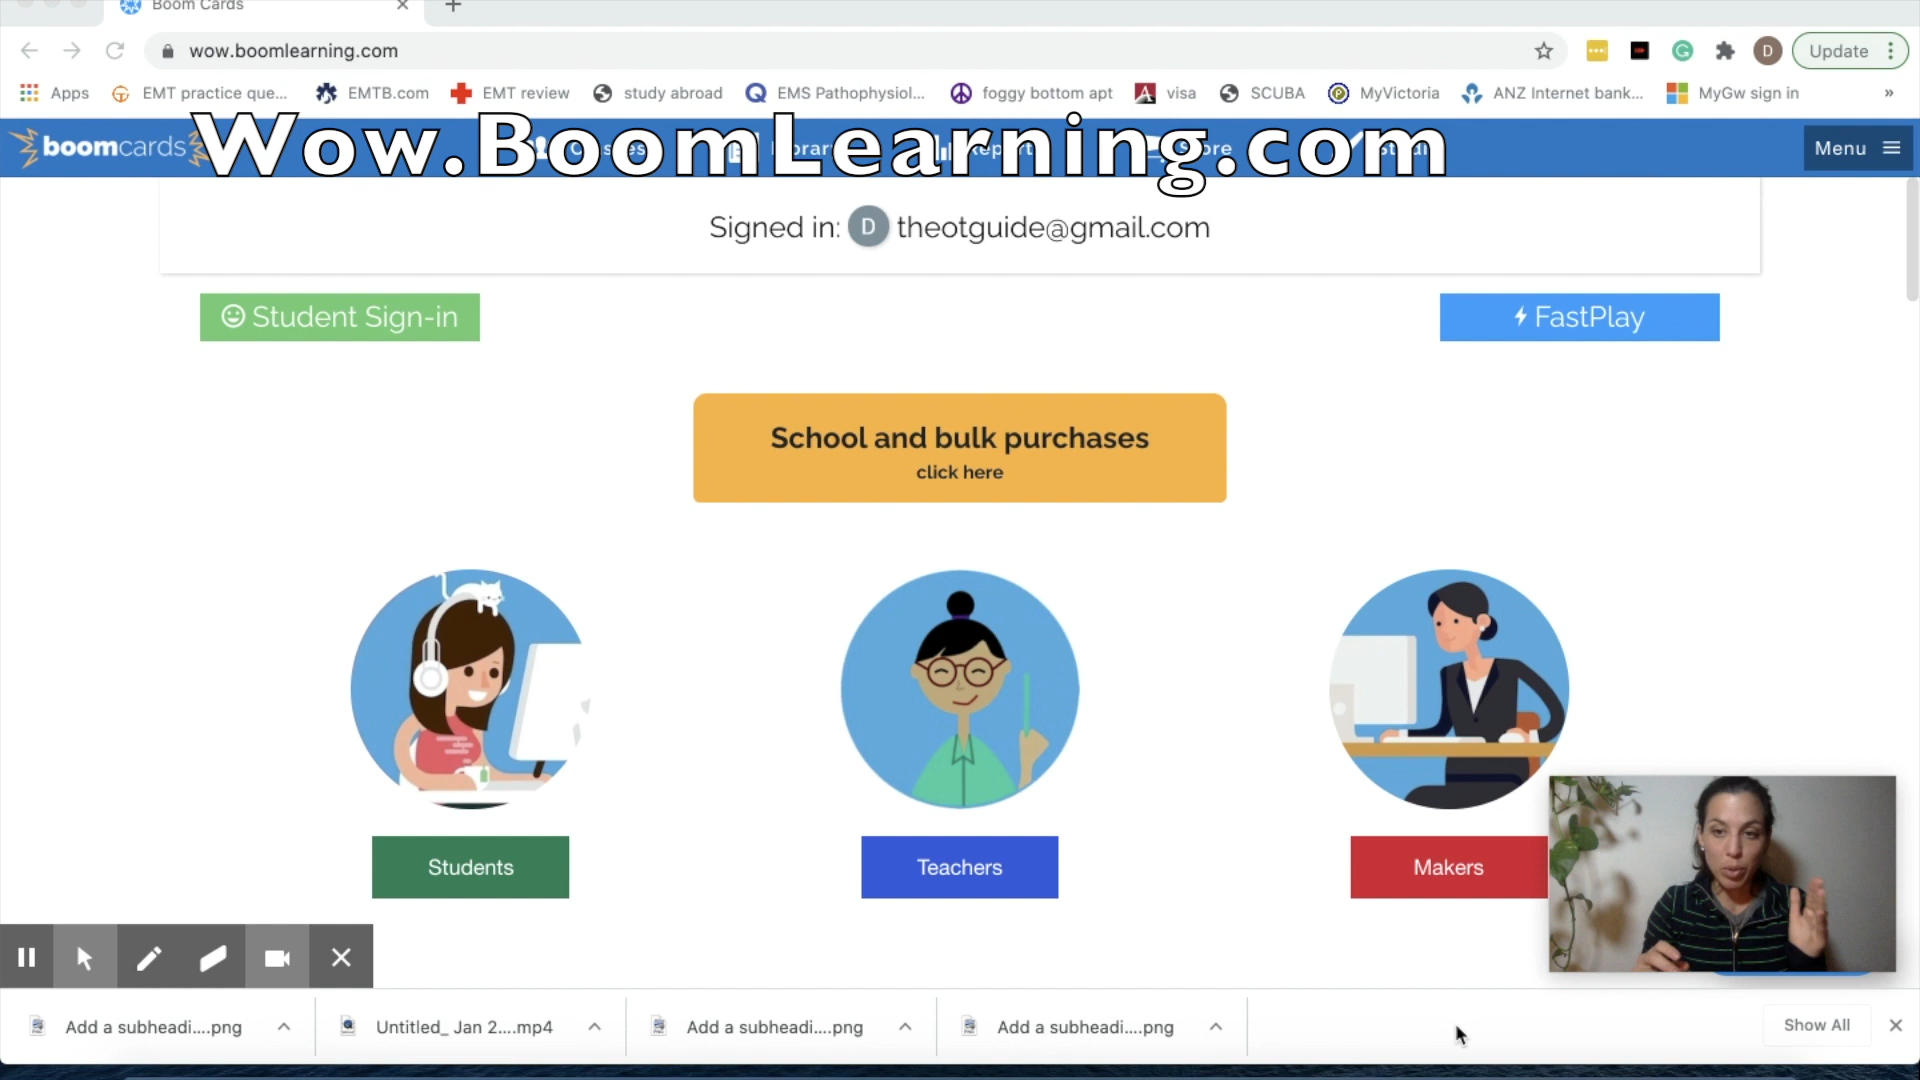 Boom Cards
wow.boomlearning.com
D
Update
Apps
EMT practice que...
EMTB.com
EMT review
study abroad
EMS Pathophysiol...
foggy bottom apt
visa
SCUBA
MyVictoria
ANZ Internet bank...
MyGw sign in
»
boomcards
Wow.BoomLearning.com
Menu
Signed in: D theotguide@gmail.com
Student Sign-in
FastPlay
School and bulk purchases
click here
Students
Teachers
Makers
Add a subheadi....png
Untitled_ Jan 2....mp4
Add a subheadi....png
Add a subheadi....png
Show All